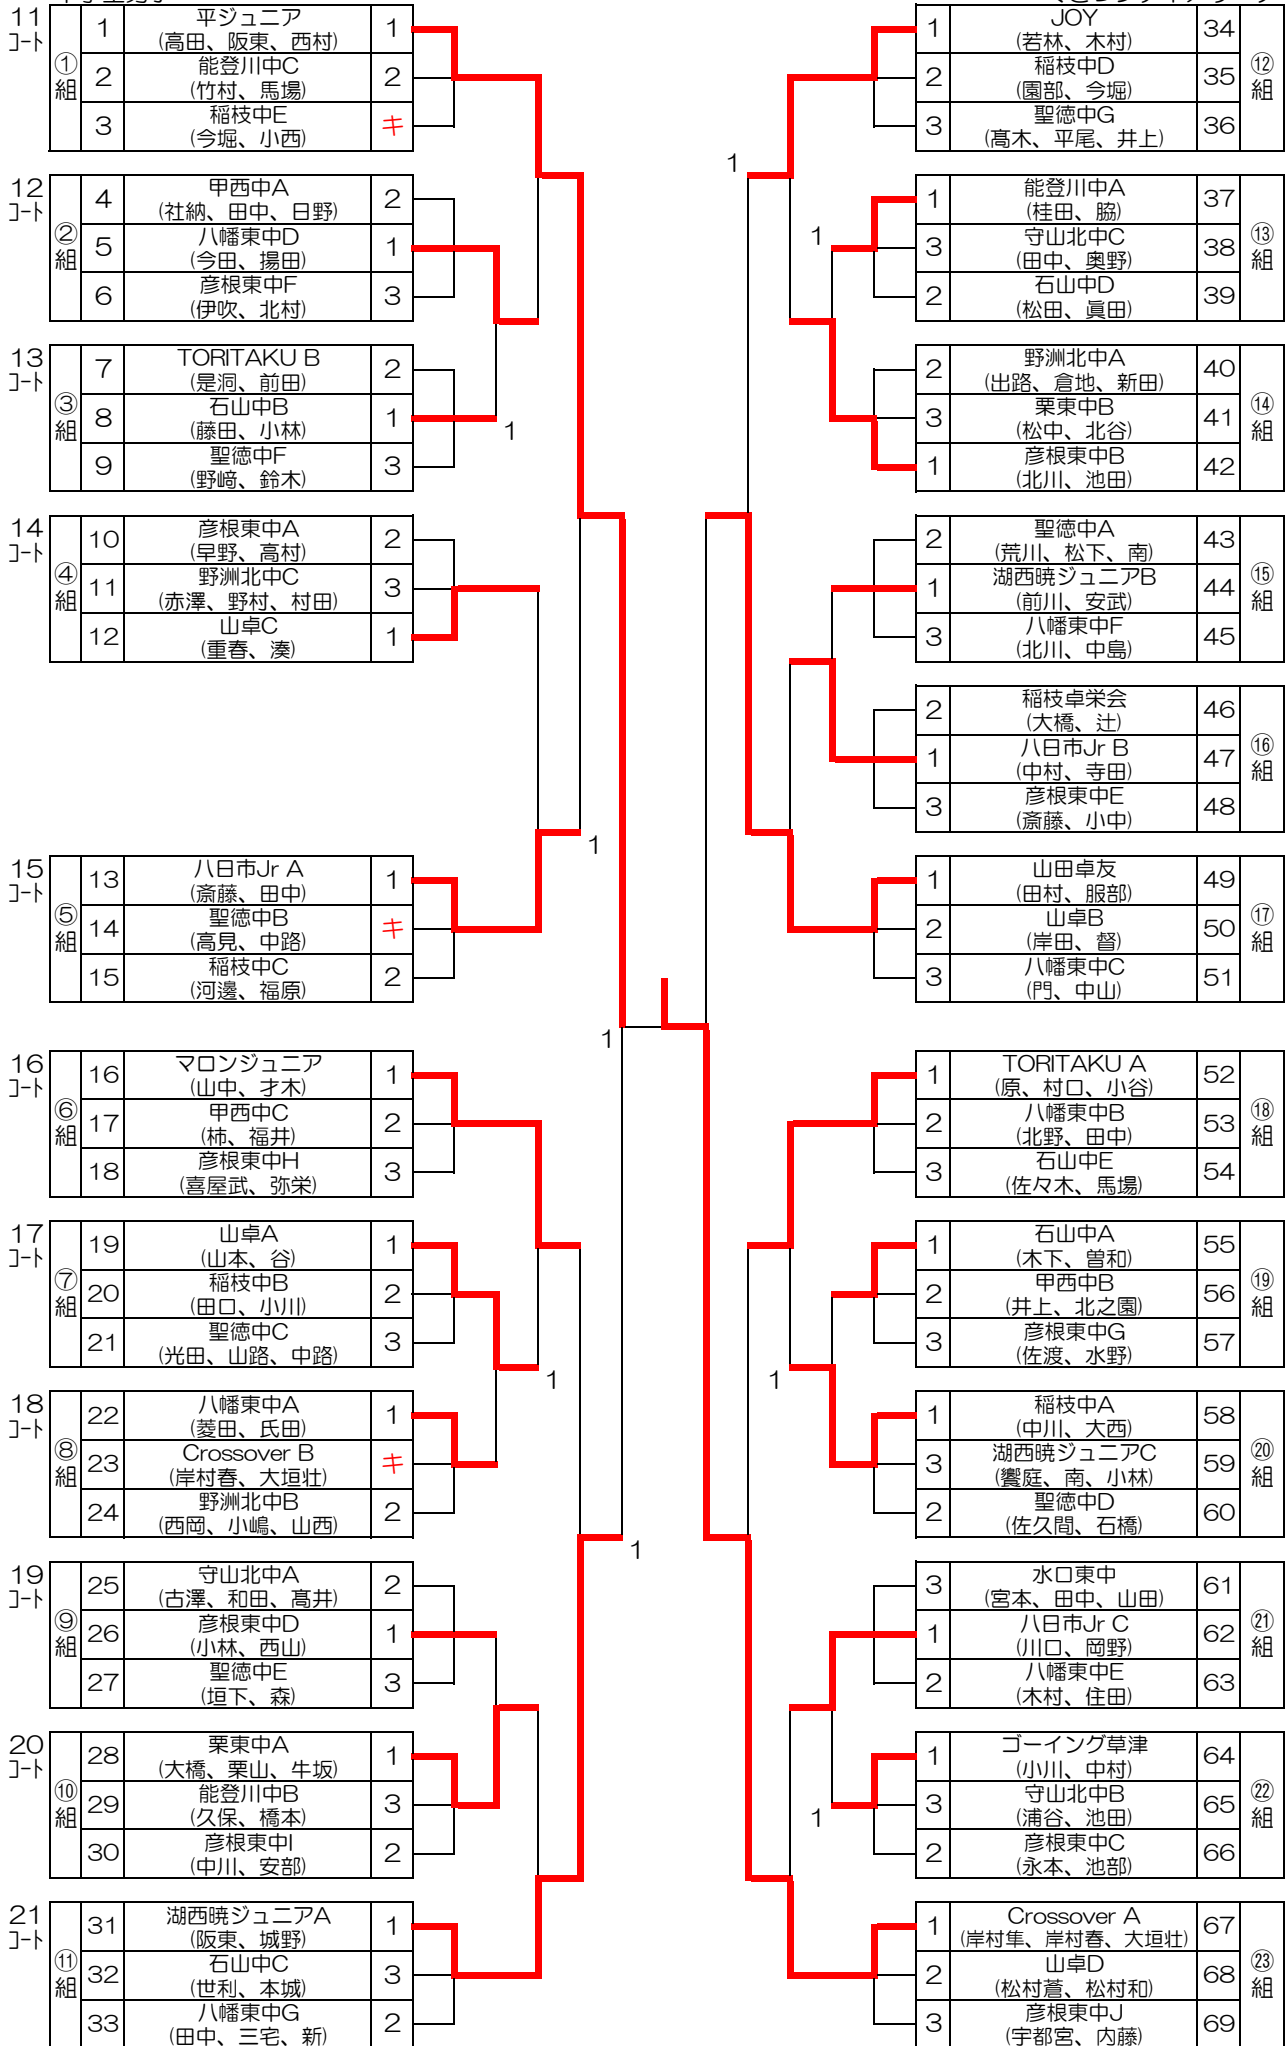 11
コート
①
組
1
平ジュニア
(高田、阪東、西村)
1
2
能登川中C
(竹村、馬場)
2
3
稲枝中E
(今堀、小西)
キ
12
コート
②
組
4
甲西中A
(社納、田中、日野)
2
5
八幡東中D
(今田、揚田)
1
6
彦根東中F
(伊吹、北村)
3
13
コート
③
組
7
TORITAKU B
(是洞、前田)
2
8
石山中B
(藤田、小林)
1
9
聖徳中F
(野﨑、鈴木)
3
1
14
コート
④
組
10
彦根東中A
(早野、高村)
2
11
野洲北中C
(赤澤、野村、村田)
3
12
山卓C
(重春、湊)
1
1
15
コート
⑤
組
13
八日市Jr A
(斎藤、田中)
1
14
聖徳中B
(高見、中路)
キ
15
稲枝中C
(河邊、福原)
2
1
16
コート
⑥
組
16
マロンジュニア
(山中、才木)
1
17
甲西中C
(柿、福井)
2
18
彦根東中H
(喜屋武、弥栄)
3
17
コート
⑦
組
19
山卓A
(山本、谷)
1
20
稲枝中B
(田口、小川)
2
21
聖徳中C
(光田、山路、中路)
3
1
18
コート
⑧
組
22
八幡東中A
(菱田、氏田)
1
23
Crossover B
(岸村春、大垣壮)
キ
24
野洲北中B
(西岡、小嶋、山西)
2
1
19
コート
⑨
組
25
守山北中A
(古澤、和田、髙井)
2
26
彦根東中D
(小林、西山)
1
27
聖徳中E
(垣下、森)
3
20
コート
⑩
組
28
栗東中A
(大橋、栗山、牛坂)
1
29
能登川中B
(久保、橋本)
3
30
彦根東中I
(中川、安部)
2
21
コート
⑪
組
31
湖西暁ジュニアA
(阪東、城野)
1
32
石山中C
(世利、本城)
3
33
八幡東中G
(田中、三宅、新)
2
1
JOY
(若林、木村)
34
2
稲枝中D
(園部、今堀)
35
3
聖徳中G
(髙木、平尾、井上)
36
⑫
組
1
1
能登川中A
(桂田、脇)
37
3
守山北中C
(田中、奥野)
38
2
石山中D
(松田、眞田)
39
⑬
組
1
2
野洲北中A
(出路、倉地、新田)
40
3
栗東中B
(松中、北谷)
41
1
彦根東中B
(北川、池田)
42
⑭
組
2
聖徳中A
(荒川、松下、南)
43
1
湖西暁ジュニアB
(前川、安武)
44
3
八幡東中F
(北川、中島)
45
⑮
組
2
稲枝卓栄会
(大橋、辻)
46
1
八日市Jr B
(中村、寺田)
47
3
彦根東中E
(斎藤、小中)
48
⑯
組
1
山田卓友
(田村、服部)
49
2
山卓B
(岸田、督)
50
3
八幡東中C
(門、中山)
51
⑰
組
1
TORITAKU A
(原、村口、小谷)
52
2
八幡東中B
(北野、田中)
53
3
石山中E
(佐々木、馬場)
54
⑱
組
1
石山中A
(木下、曽和)
55
2
甲西中B
(井上、北之園)
56
3
彦根東中G
(佐渡、水野)
57
⑲
組
1
1
稲枝中A
(中川、大西)
58
3
湖西暁ジュニアC
(饗庭、南、小林)
59
2
聖徳中D
(佐久間、石橋)
60
⑳
組
3
水口東中
(宮本、田中、山田)
61
1
八日市Jr C
(川口、岡野)
62
2
八幡東中E
(木村、住田)
63
㉑
組
1
ゴーイング草津
(小川、中村)
64
3
守山北中B
(浦谷、池田)
65
2
彦根東中C
(永本、池部)
66
㉒
組
1
1
Crossover A
(岸村隼、岸村春、大垣壮)
67
2
山卓D
(松村蒼、松村和)
68
3
彦根東中J
(宇都宮、内藤)
69
㉓
組